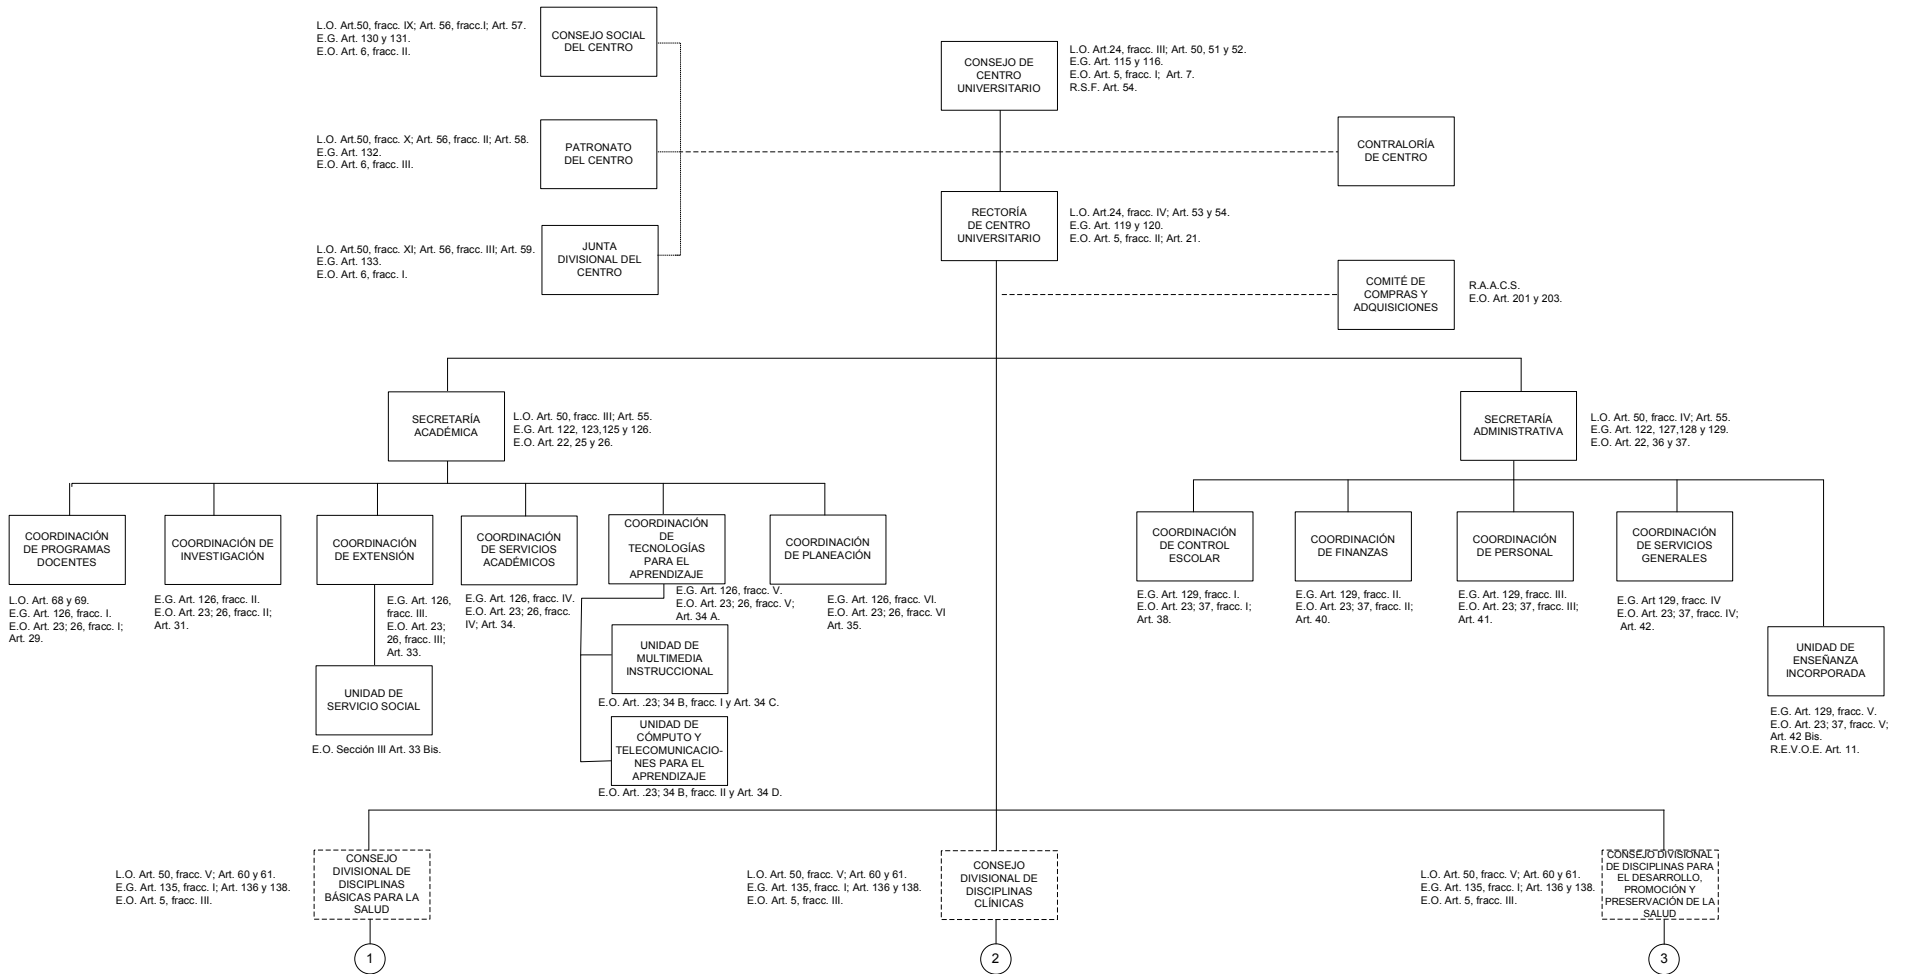 L.O. Art.50, fracc. IX; Art. 56, fracc.I; Art. 57.
E.G. Art. 130 y 131.
E.O. Art. 6, fracc. II.
CONSEJO SOCIAL
DEL CENTRO
CONSEJO DE
CENTRO
UNIVERSITARIO
L.O. Art.24, fracc. III; Art. 50, 51 y 52.
E.G. Art. 115 y 116.
E.O. Art. 5, fracc. I; Art. 7.
R.S.F. Art. 54.
L.O. Art.50, fracc. X; Art. 56, fracc. II; Art. 58.
E.G. Art. 132.
E.O. Art. 6, fracc. III.
PATRONATO
DEL CENTRO
CONTRALORÍA
DE CENTRO
RECTORÍA
DE CENTRO
UNIVERSITARIO
L.O. Art.24, fracc. IV; Art. 53 y 54.
E.G. Art. 119 y 120.
E.O. Art. 5, fracc. II; Art. 21.
L.O. Art.50, fracc. XI; Art. 56, fracc. III; Art. 59.
E.G. Art. 133.
E.O. Art. 6, fracc. I.
JUNTA
DIVISIONAL DEL
CENTRO
COMITÉ DE
COMPRAS Y
ADQUISICIONES
R.A.A.C.S.
E.O. Art. 201 y 203.
SECRETARÍA
ACADÉMICA
L.O. Art. 50, fracc. III; Art. 55.
E.G. Art. 122, 123,125 y 126.
E.O. Art. 22, 25 y 26.
SECRETARÍA
ADMINISTRATIVA
L.O. Art. 50, fracc. IV; Art. 55.
E.G. Art. 122, 127,128 y 129.
E.O. Art. 22, 36 y 37.
COORDINACIÓN
DE PROGRAMAS
DOCENTES
L.O. Art. 68 y 69.
E.G. Art. 126, fracc. I.
E.O. Art. 23; 26, fracc. I;
Art. 29.
COORDINACIÓN DE
INVESTIGACIÓN
E.G. Art. 126, fracc. II.
E.O. Art. 23; 26, fracc. II;
Art. 31.
COORDINACIÓN
DE EXTENSIÓN
E.G. Art. 126,
fracc. III.
E.O. Art. 23;
26, fracc. III;
Art. 33.
UNIDAD DE
SERVICIO SOCIAL
E.O. Sección III Art. 33 Bis.
COORDINACIÓN
DE SERVICIOS
ACADÉMICOS
E.G. Art. 126, fracc. IV.
E.O. Art. 23; 26, fracc.
IV; Art. 34.
COORDINACIÓN
DE
TECNOLOGÍAS
PARA EL
APRENDIZAJE
E.G. Art. 126, fracc. V.
E.O. Art. 23; 26, fracc. V;
Art. 34 A.
UNIDAD DE
MULTIMEDIA
INSTRUCCIONAL
E.O. Art. .23; 34 B, fracc. I y Art. 34 C.
UNIDAD DE
CÓMPUTO Y
TELECOMUNICACIO-
NES PARA EL
APRENDIZAJE
E.O. Art. .23; 34 B, fracc. II y Art. 34 D.
COORDINACIÓN
DE PLANEACIÓN
E.G. Art. 126, fracc. VI.
E.O. Art. 23; 26, fracc. VI
Art. 35.
COORDINACIÓN
DE CONTROL
ESCOLAR
E.G. Art. 129, fracc. I.
E.O. Art. 23; 37, fracc. I;
Art. 38.
COORDINACIÓN
DE FINANZAS
E.G. Art. 129, fracc. II.
E.O. Art. 23; 37, fracc. II;
Art. 40.
COORDINACIÓN
DE PERSONAL
E.G. Art. 129, fracc. III.
E.O. Art. 23; 37, fracc. III;
Art. 41.
COORDINACIÓN
DE SERVICIOS
GENERALES
E.G. Art 129, fracc. IV
E.O. Art. 23; 37, fracc. IV;
Art. 42.
UNIDAD DE
ENSEÑANZA
INCORPORADA
E.G. Art. 129, fracc. V.
E.O. Art. 23; 37, fracc. V;
Art. 42 Bis.
R.E.V.O.E. Art. 11.
L.O. Art. 50, fracc. V; Art. 60 y 61.
E.G. Art. 135, fracc. I; Art. 136 y 138.
E.O. Art. 5, fracc. III.
CONSEJO
DIVISIONAL DE
DISCIPLINAS
BÁSICAS PARA LA
SALUD
1
L.O. Art. 50, fracc. V; Art. 60 y 61.
E.G. Art. 135, fracc. I; Art. 136 y 138.
E.O. Art. 5, fracc. III.
CONSEJO
DIVISIONAL DE
DISCIPLINAS
CLÍNICAS
2
L.O. Art. 50, fracc. V; Art. 60 y 61.
E.G. Art. 135, fracc. I; Art. 136 y 138.
E.O. Art. 5, fracc. III.
CONSEJO DIVISIONAL
DE DISCIPLINAS PARA
EL DESARROLLO,
PROMOCIÓN Y
PRESERVACIÓN DE LA
SALUD
3